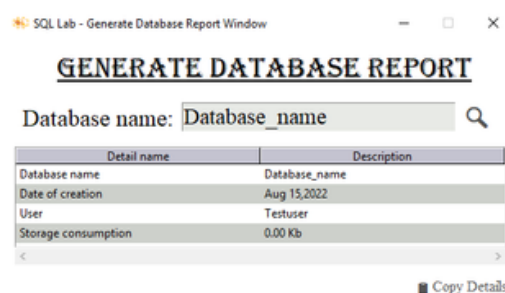 SQL Lab - Generate Database Report Window
GENERATE DATABASE REPORT
Database name: Database_name
Detail name Description
Database name Database_name
Date of creation Aug 15,2022
User Testuser
Storage consumption 0.00 Kb
Copy Details